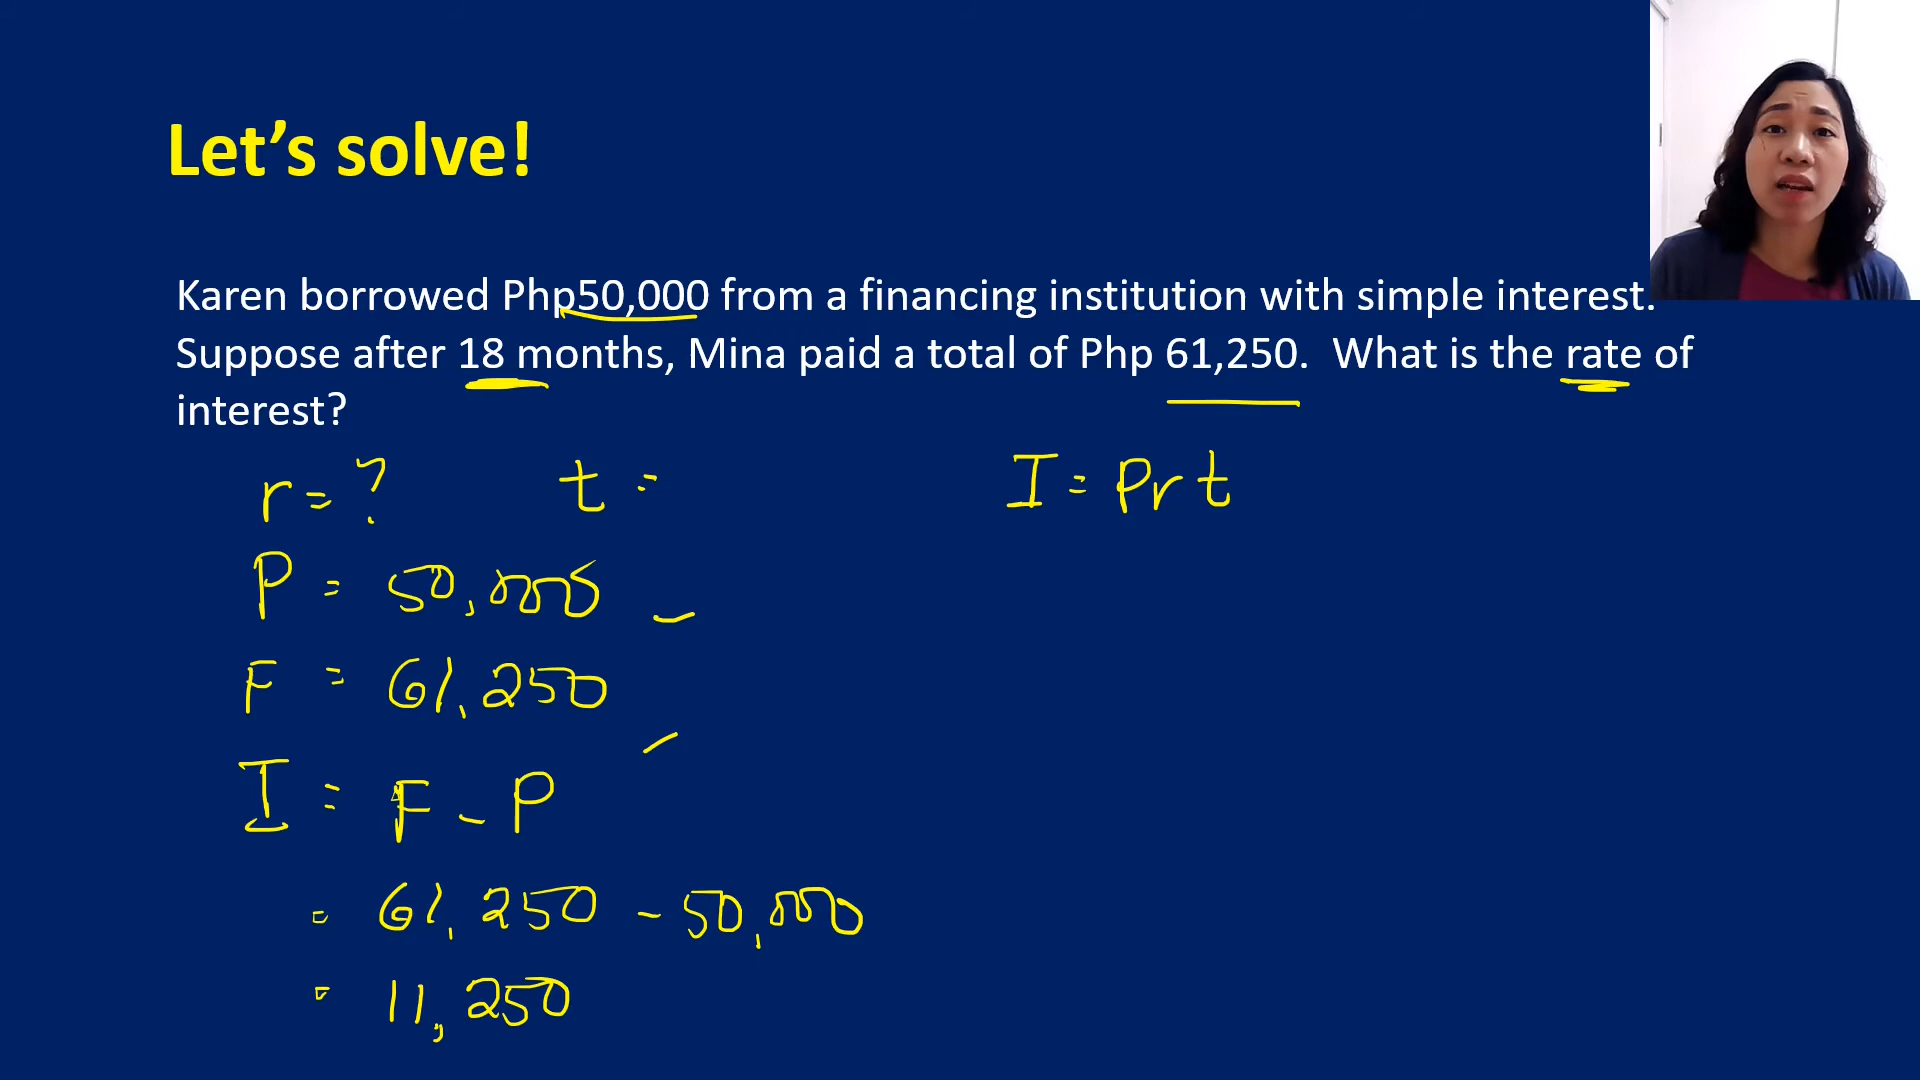 Let's solve!
Karen borrowed Php50,000 from a financing institution with simple interest.
Suppose after 18 months, Mina paid a total of Php 61,250. What is the rate of
interest?
r = ? t = I = Prt
P = 50,000
F = 61,250
I = F - P
= 61,250 - 50,000
= 11,250